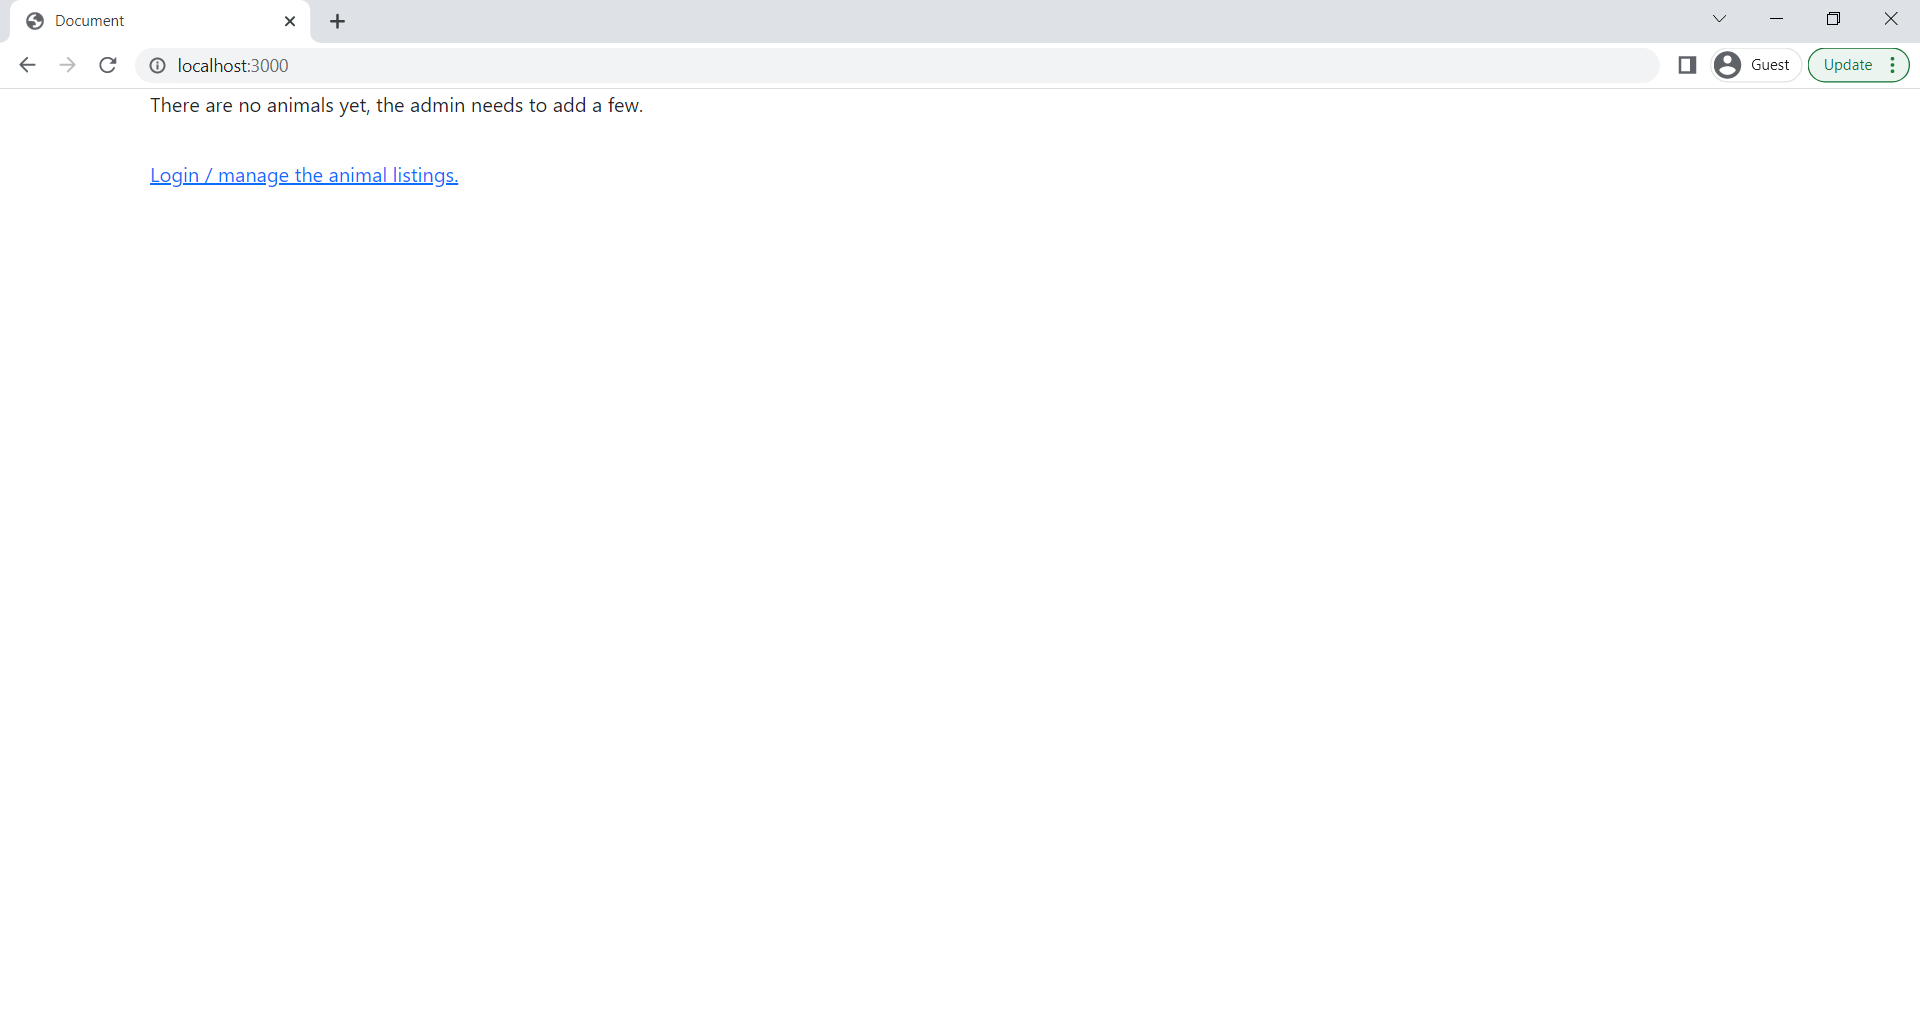 Document
localhost:3000
Guest
Update
There are no animals yet, the admin needs to add a few.
Login / manage the animal listings.